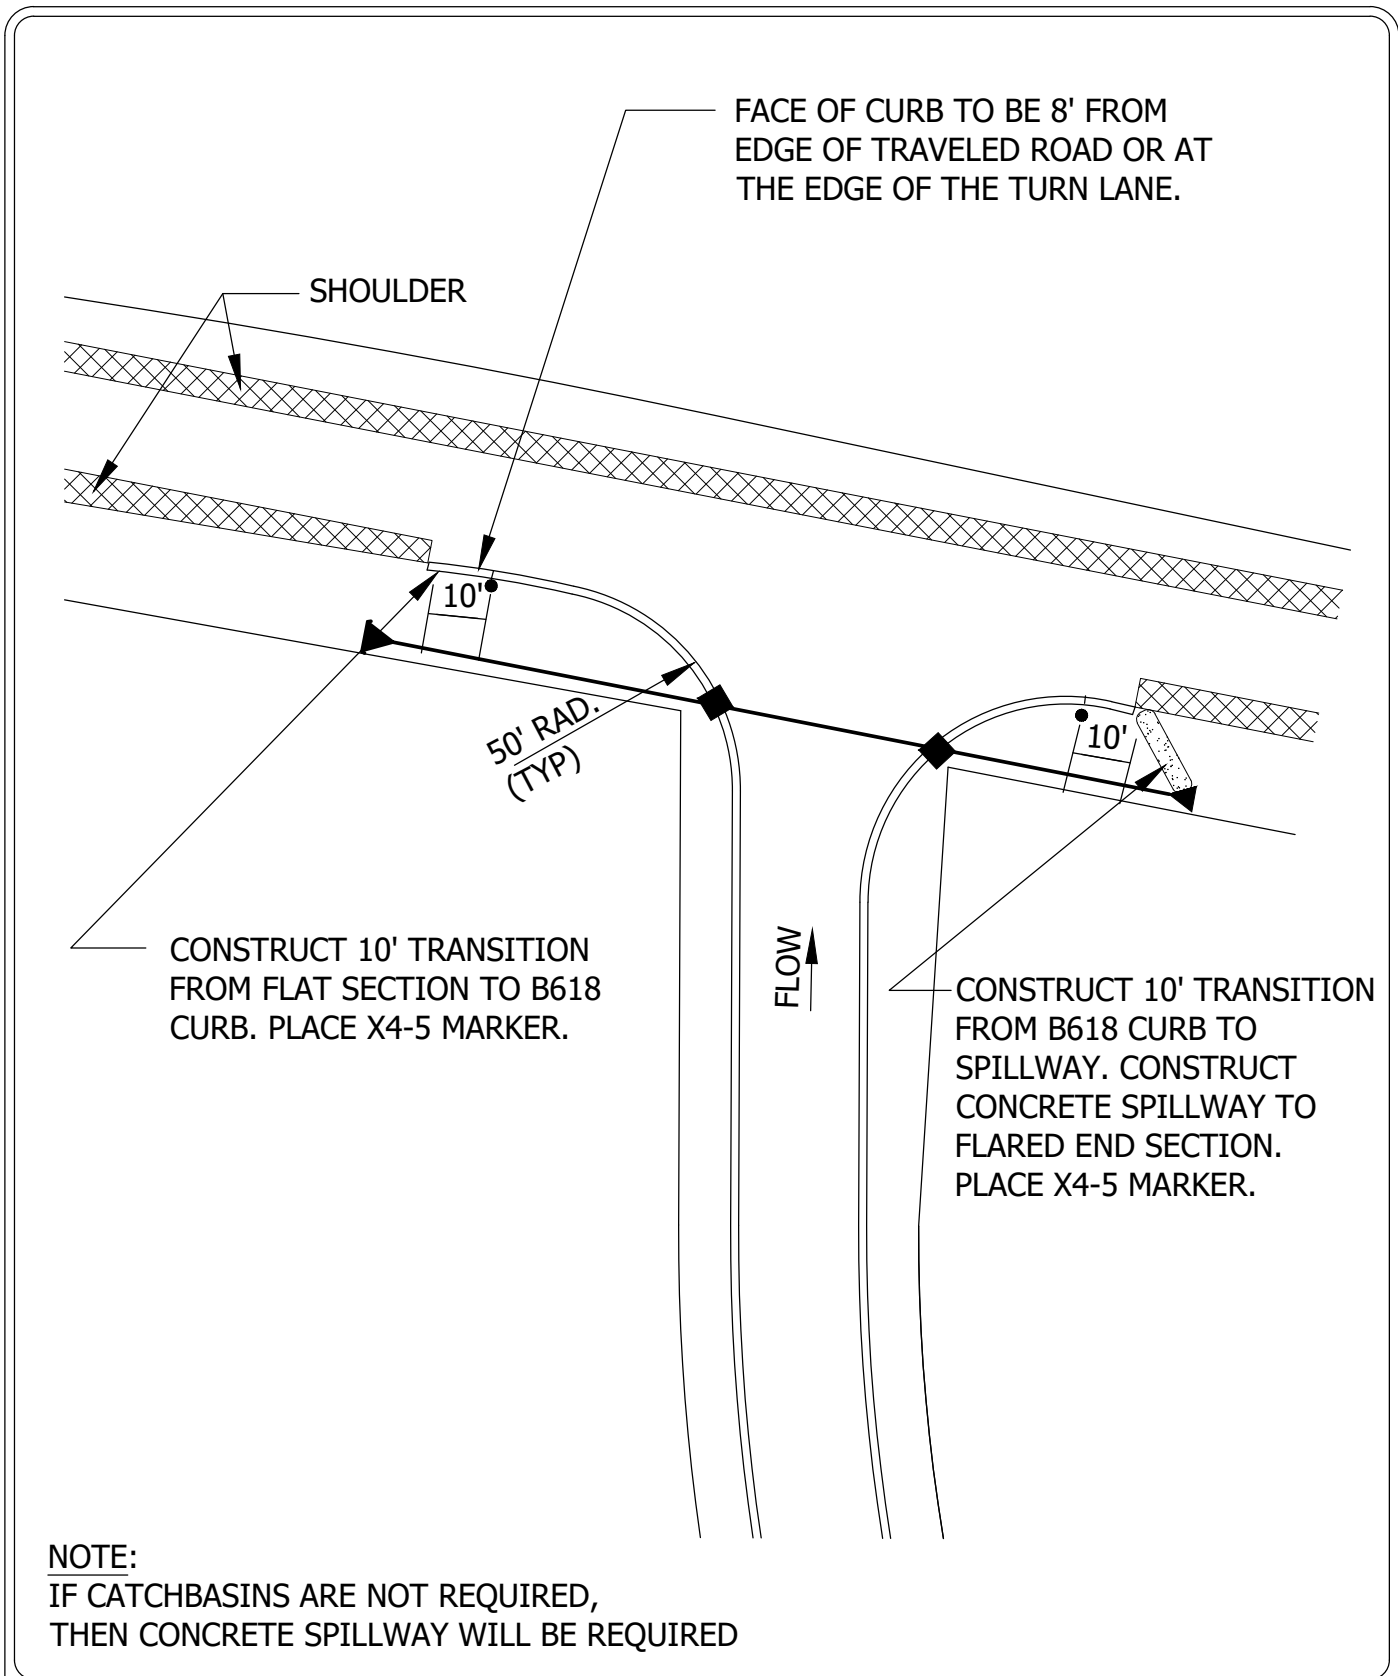 FACE OF CURB TO BE 8' FROM
EDGE OF TRAVELED ROAD OR AT
THE EDGE OF THE TURN LANE.
SHOULDER
10'
50' RAD.
(TYP)
10'
FLOW
CONSTRUCT 10' TRANSITION
FROM FLAT SECTION TO B618
CURB. PLACE X4-5 MARKER.
CONSTRUCT 10' TRANSITION
FROM B618 CURB TO
SPILLWAY. CONSTRUCT
CONCRETE SPILLWAY TO
FLARED END SECTION.
PLACE X4-5 MARKER.
NOTE:
IF CATCHBASINS ARE NOT REQUIRED,
THEN CONCRETE SPILLWAY WILL BE REQUIRED